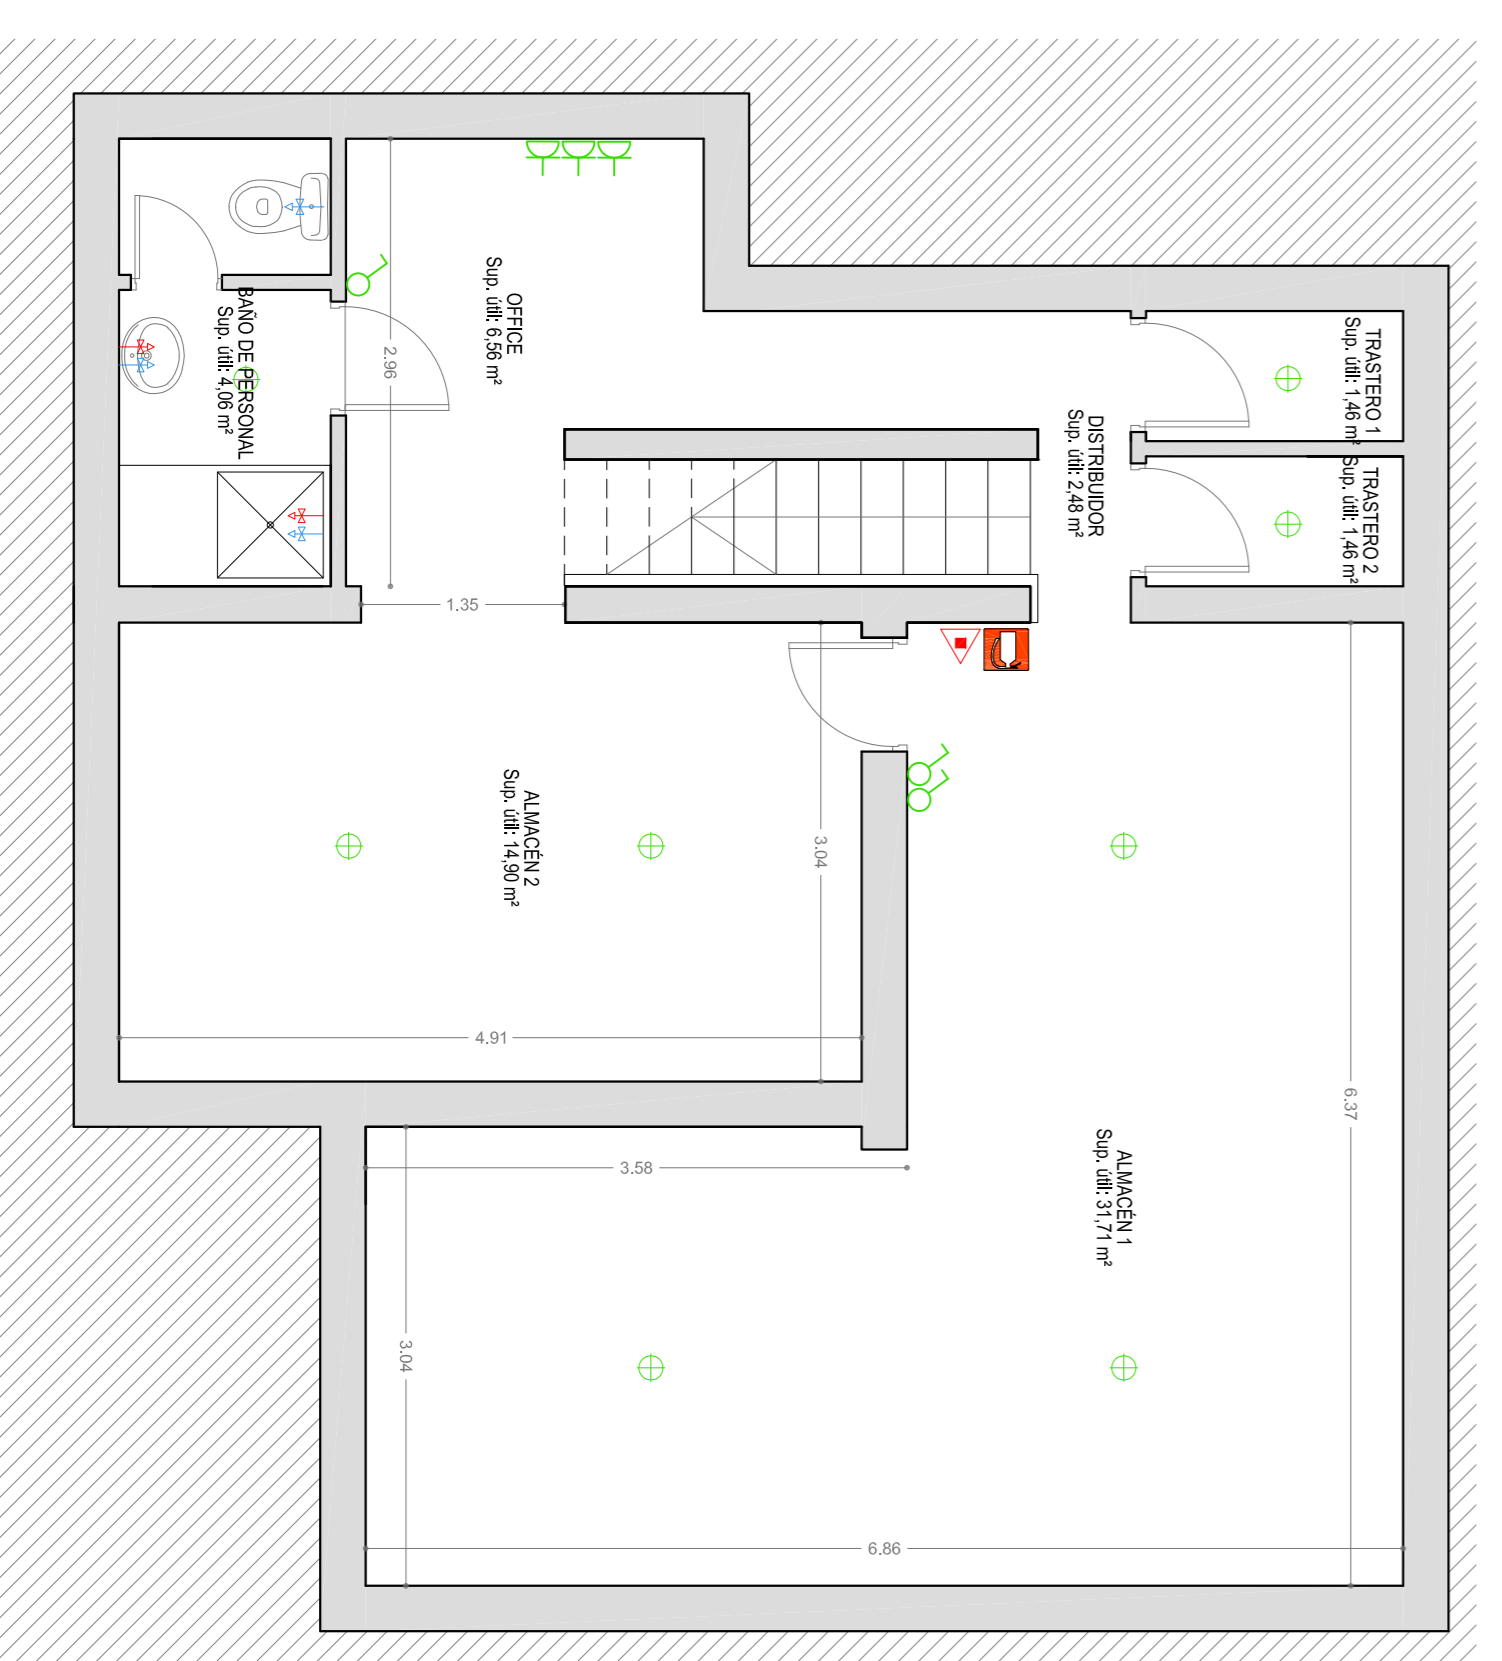 OFFICE
Sup. útil: 6,56 m²
BAÑO DE PERSONAL
Sup. útil: 4,06 m²
TRASTERO 1
Sup. útil: 1,46 m²
TRASTERO 2
Sup. útil: 1,46 m²
DISTRIBUIDOR
Sup. útil: 2,48 m²
2.96
1.35
ALMACÉN 2
Sup. útil: 14,90 m²
3.04
4.91
6.37
3.58
ALMACÉN 1
Sup. útil: 31,71 m²
3.04
6.86